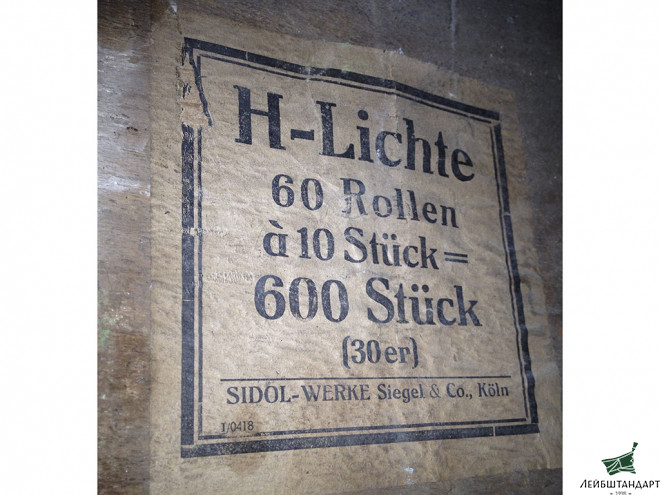 H-Lichte
60 Rollen
à 10 Stück =
600 Stück
(30er)
SIDOL-WERKE Siegel & Co., Köln
T/0418
ЛЕЙБШТАНДАРТ